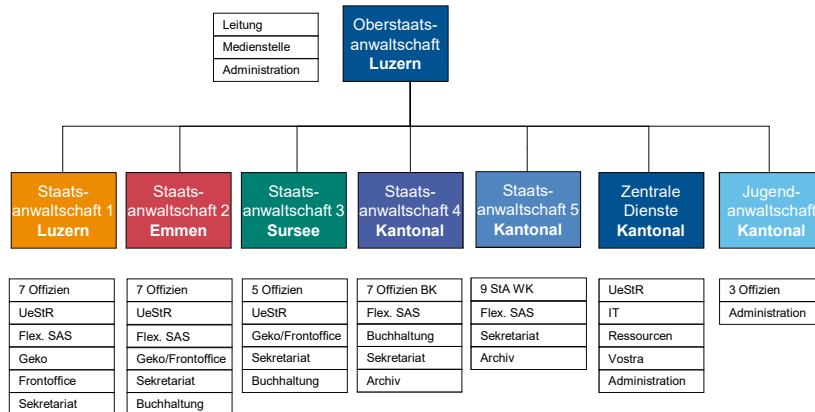 Leitung
Medienstelle
Administration
Oberstaats-
anwaltschaft
Luzern
Staats-
anwaltschaft 1
Luzern
Staats-
anwaltschaft 2
Emmen
Staats-
anwaltschaft 3
Sursee
Staats-
anwaltschaft 4
Kantonal
Staats-
anwaltschaft 5
Kantonal
Zentrale
Dienste
Kantonal
Jugend-
anwaltschaft
Kantonal
7 Offizien
UeStR
Flex. SAS
Geko
Frontoffice
Sekretariat
7 Offizien
UeStR
Flex. SAS
Geko/Frontoffice
Sekretariat
Buchhaltung
5 Offizien
UeStR
Geko/Frontoffice
Sekretariat
Buchhaltung
7 Offizien BK
Flex. SAS
Buchhaltung
Sekretariat
Archiv
9 StA WK
Flex. SAS
Sekretariat
Archiv
UeStR
IT
Ressourcen
Vostra
Administration
3 Offizien
Administration